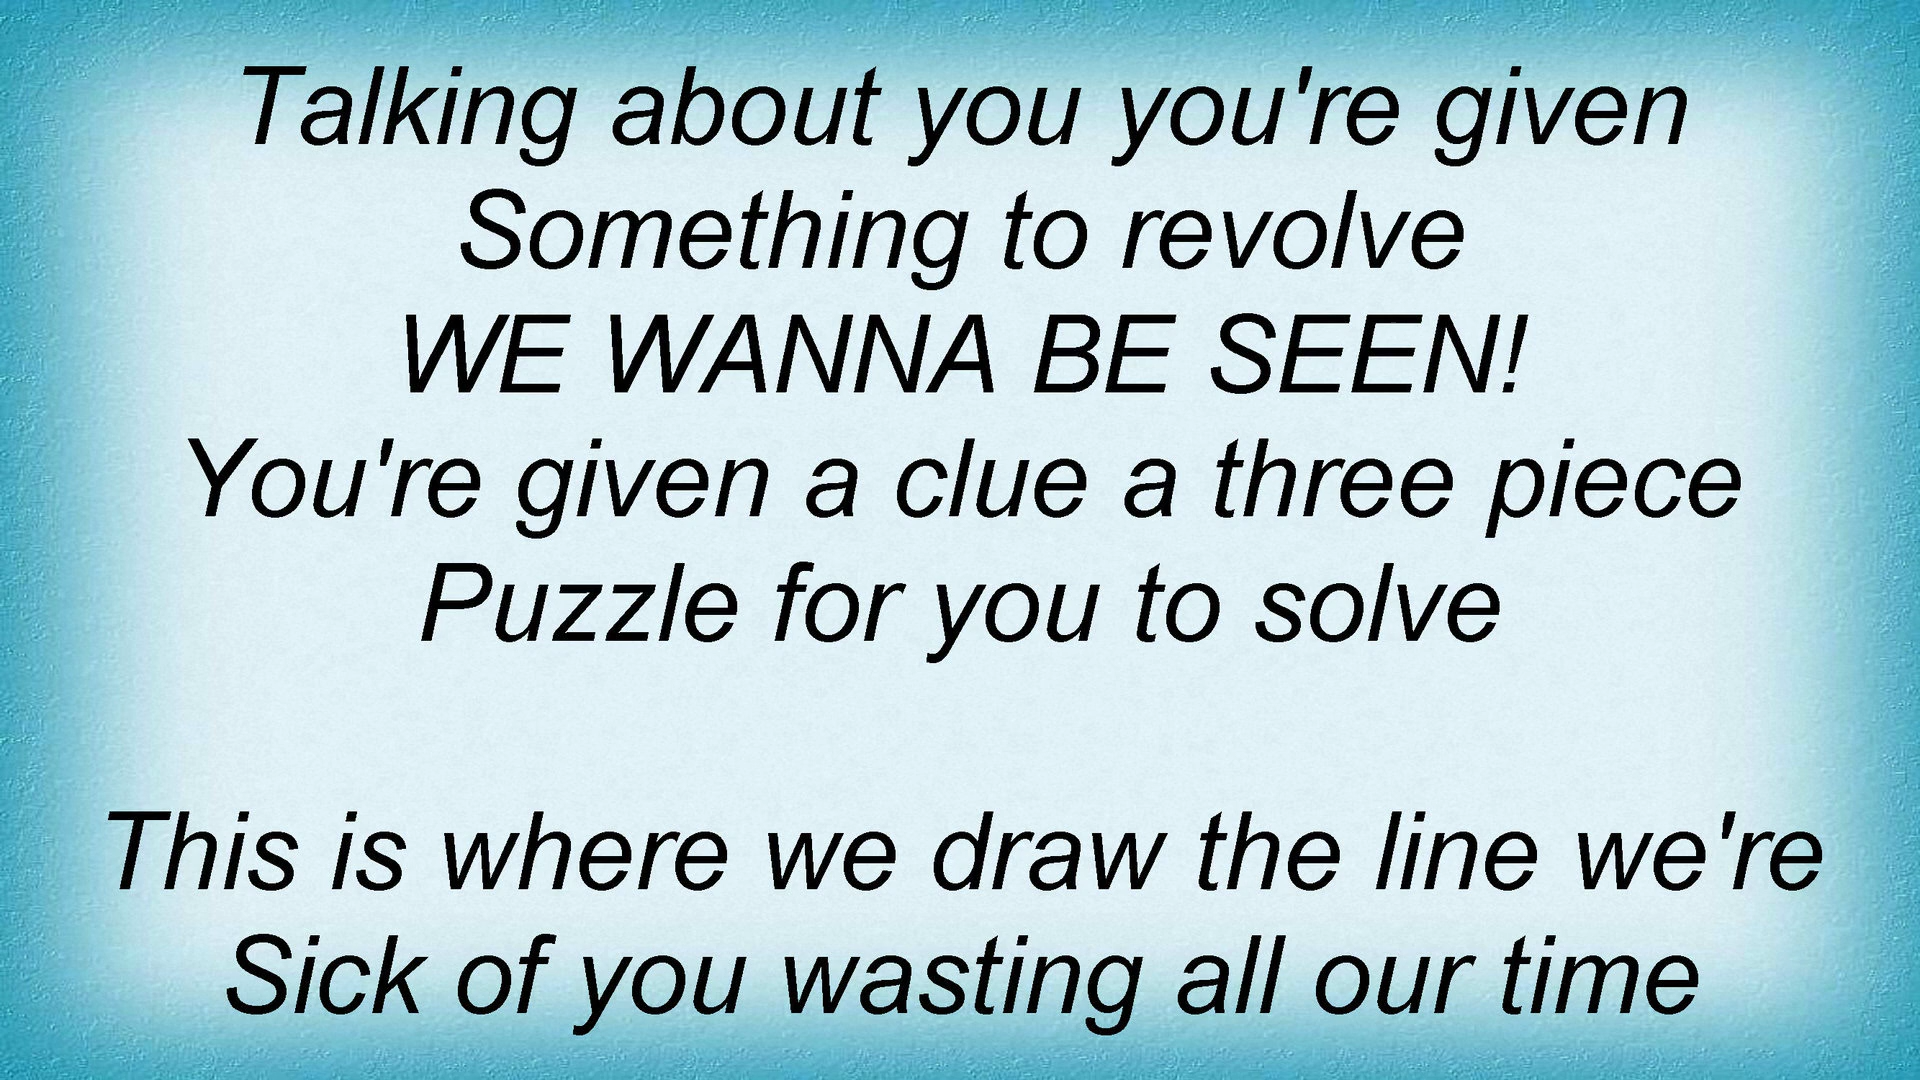 Talking about you you're given
Something to revolve
WE WANNA BE SEEN!
You're given a clue a three piece
Puzzle for you to solve
This is where we draw the line we're
Sick of you wasting all our time